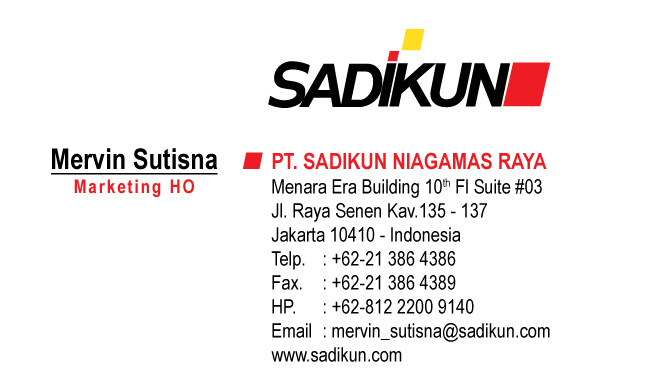 SADIKUN
Mervin Sutisna
Marketing HO
PT. SADIKUN NIAGAMAS RAYA
Menara Era Building 10th Fl Suite #03
Jl. Raya Senen Kav.135 - 137
Jakarta 10410 - Indonesia
Telp. : +62-21 386 4386
Fax. : +62-21 386 4389
HP. : +62-812 2200 9140
Email : mervin_sutisna@sadikun.com
www.sadikun.com